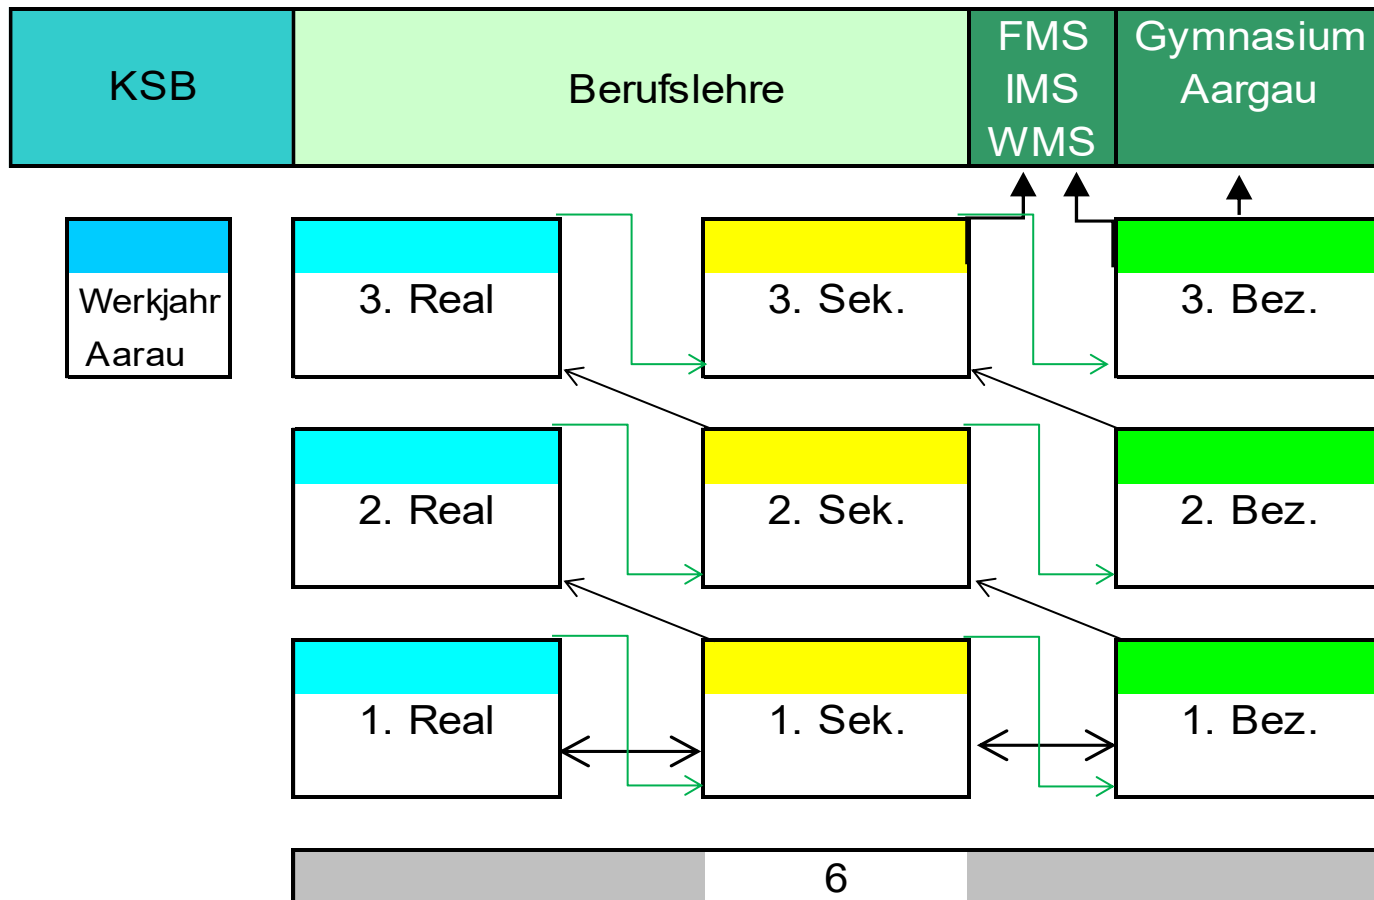 KSB
Berufslehre
FMS
IMS
WMS
Gymnasium
Aargau
Werkjahr
Aarau
3. Real
3. Sek.
3. Bez.
2. Real
2. Sek.
2. Bez.
1. Real
1. Sek.
1. Bez.
6